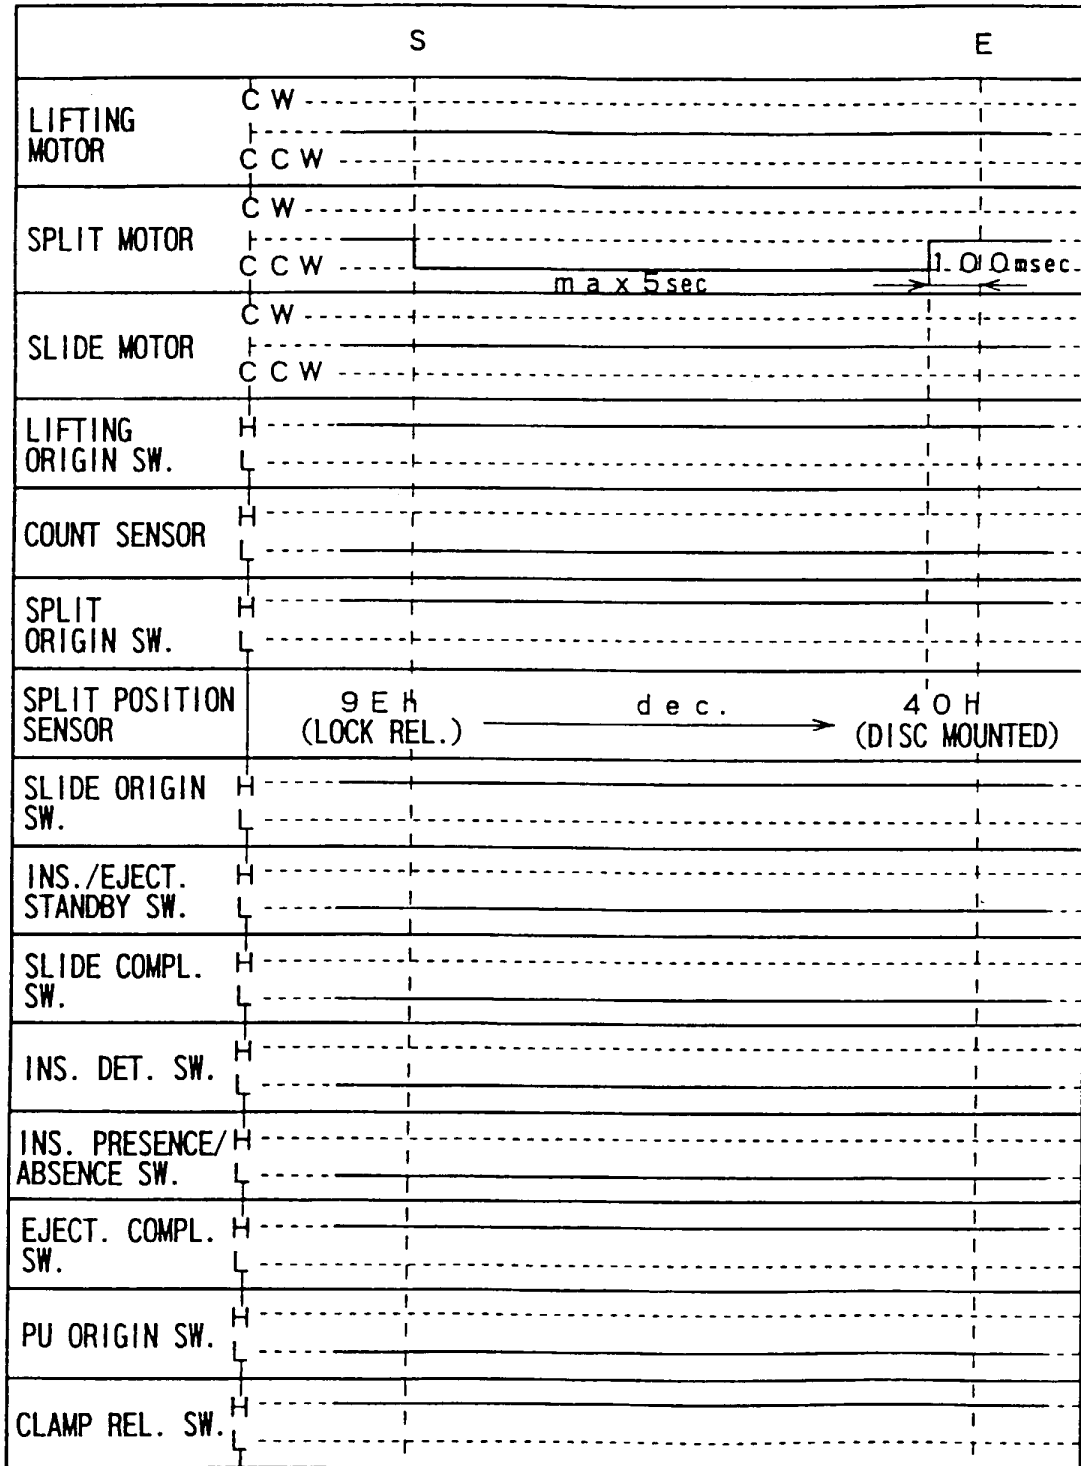 S E
CW
LIFTING
MOTOR
CCW
CW
SPLIT MOTOR
CCW
max 5sec
100msec
CW
SLIDE MOTOR
CCW
LIFTING
ORIGIN SW.
H
L
COUNT SENSOR
H
L
SPLIT
ORIGIN SW.
H
L
SPLIT POSITION
SENSOR
9EH
(LOCK REL.)
dec.
40H
(DISC MOUNTED)
SLIDE ORIGIN
SW.
H
L
INS./EJECT.
STANDBY SW.
H
L
SLIDE COMPL.
SW.
H
L
INS. DET. SW.
H
L
INS. PRESENCE/
ABSENCE SW.
H
L
EJECT. COMPL.
SW.
H
L
PU ORIGIN SW.
H
L
CLAMP REL. SW.
H
L